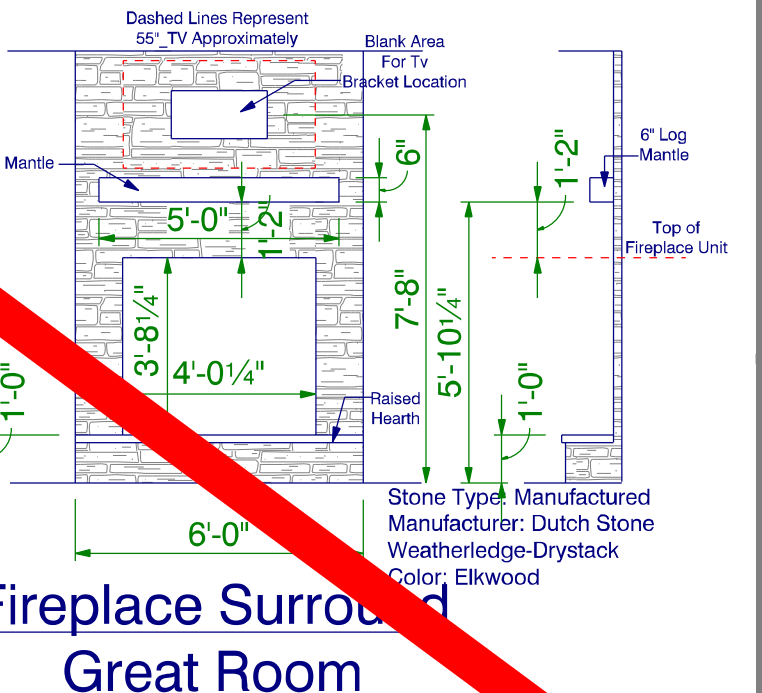 Dashed Lines Represent
55"_TV Approximately
Blank Area
For Tv
Bracket Location
Mantle
6"
5'-0"
1'-2"
1'-2"
6" Log
Mantle
Top of
Fireplace Unit
7'-8"
5'-10¼"
3'-8¼"
4'-0¼"
1'-0"
1'-0"
Raised
Hearth
6'-0"
Stone Type: Manufactured
Manufacturer: Dutch Stone
Weatherledge-Drystack
Color: Elkwood
Fireplace Surround
Great Room